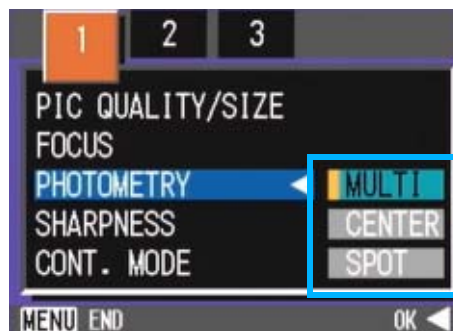 1 2 3
PIC QUALITY/SIZE
FOCUS
PHOTOMETRY MULTI
SHARPNESS CENTER
CONT. MODE SPOT
MENU END OK